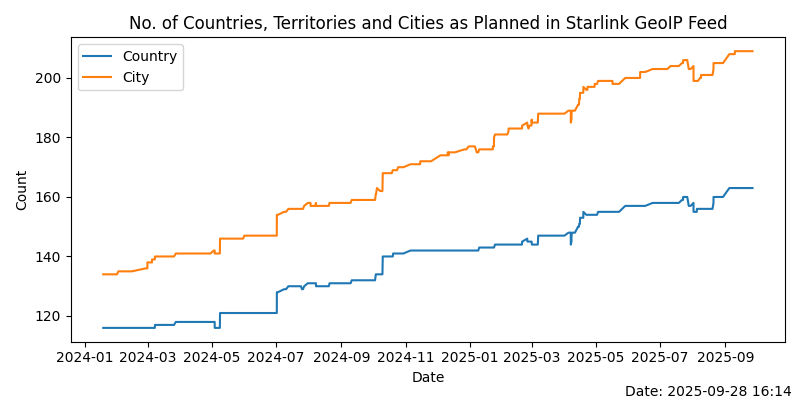 No. of Countries, Territories and Cities as Planned in Starlink GeoIP Feed
Country
City
200
180
160
140
120
Count
2024-01 2024-03 2024-05 2024-07 2024-09 2024-11 2025-01 2025-03 2025-05 2025-07 2025-09
Date
Date: 2025-09-28 16:14